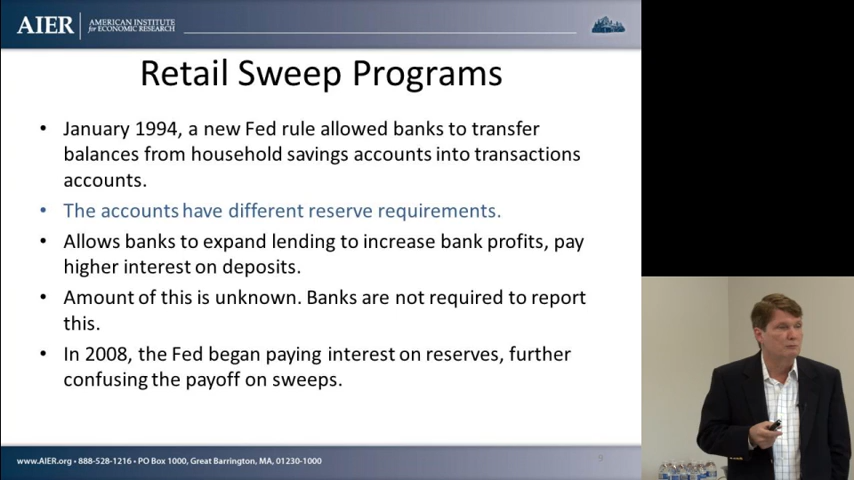 AIER AMERICAN INSTITUTE
for ECONOMIC RESEARCH
Retail Sweep Programs
• January 1994, a new Fed rule allowed banks to transfer
balances from household savings accounts into transactions
accounts.
• The accounts have different reserve requirements.
• Allows banks to expand lending to increase bank profits, pay
higher interest on deposits.
• Amount of this is unknown. Banks are not required to report
this.
• In 2008, the Fed began paying interest on reserves, further
confusing the payoff on sweeps.
www.AIER.org • 888-528-1216 • PO Box 1000, Great Barrington, MA, 01230-1000
9